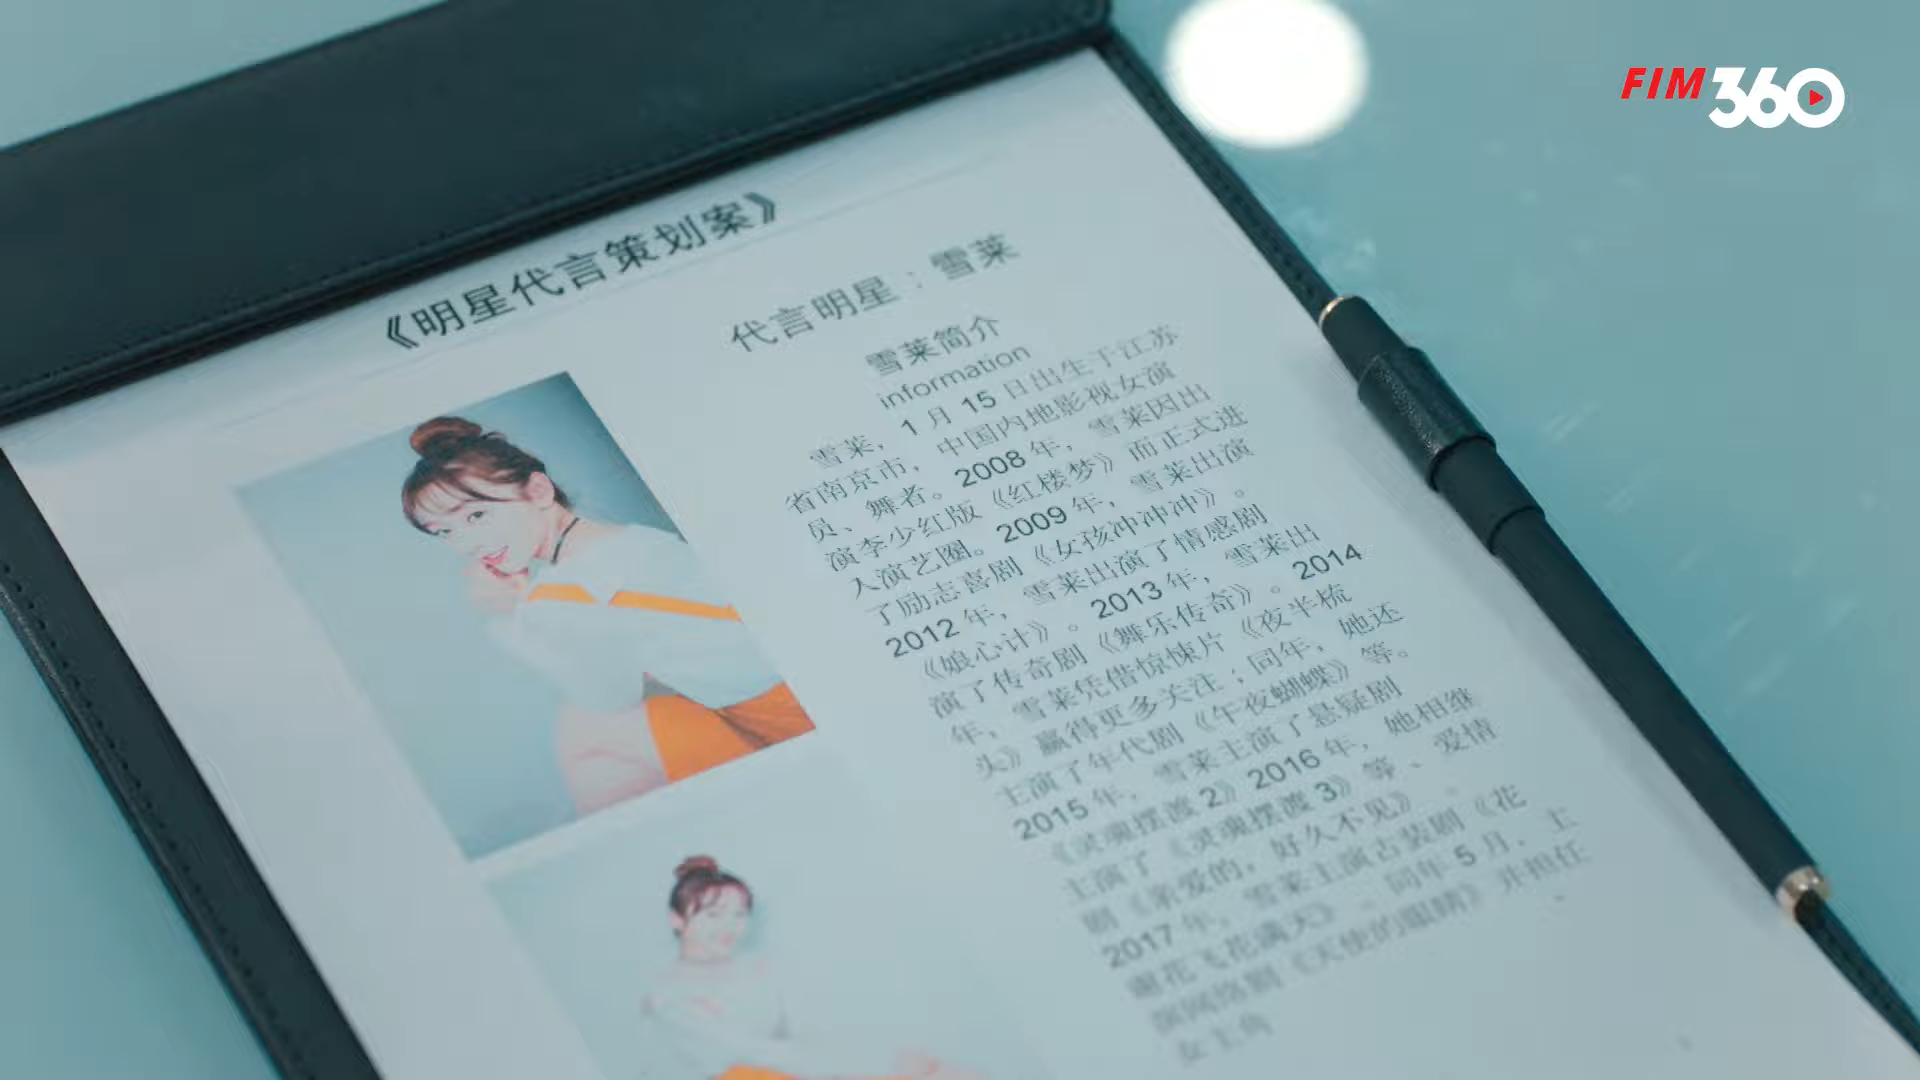 FIM360
《明星代言策划案》
代言明星：雪莱
雪莱简介
information
雪莱，1月15日出生于江苏
省南京市，中国内地影视女演
员、舞者。2008年，雪莱因出
演李少红版《红楼梦》而正式进
入演艺圈。2009年，雪莱出演
了励志喜剧《女孩冲冲冲》。
2012年，雪莱出演了情感剧
《娘心计》。2013年，雪莱出
演了传奇剧《舞乐传奇》。2014
年，雪莱凭借惊悚片《夜半梳
头》赢得更多关注；同年，她还
主演了年代剧《午夜蝴蝶》等。
2015年，雪莱主演了悬疑剧
《灵魂摆渡2》2016年，她相继
主演了《灵魂摆渡3》等、爱情
剧《亲爱的，好久不见》。
2017年，雪莱主演古装剧《花
谢花飞花满天》。同年5月，主
演网络剧《天使的眼睛》并担任
女主角